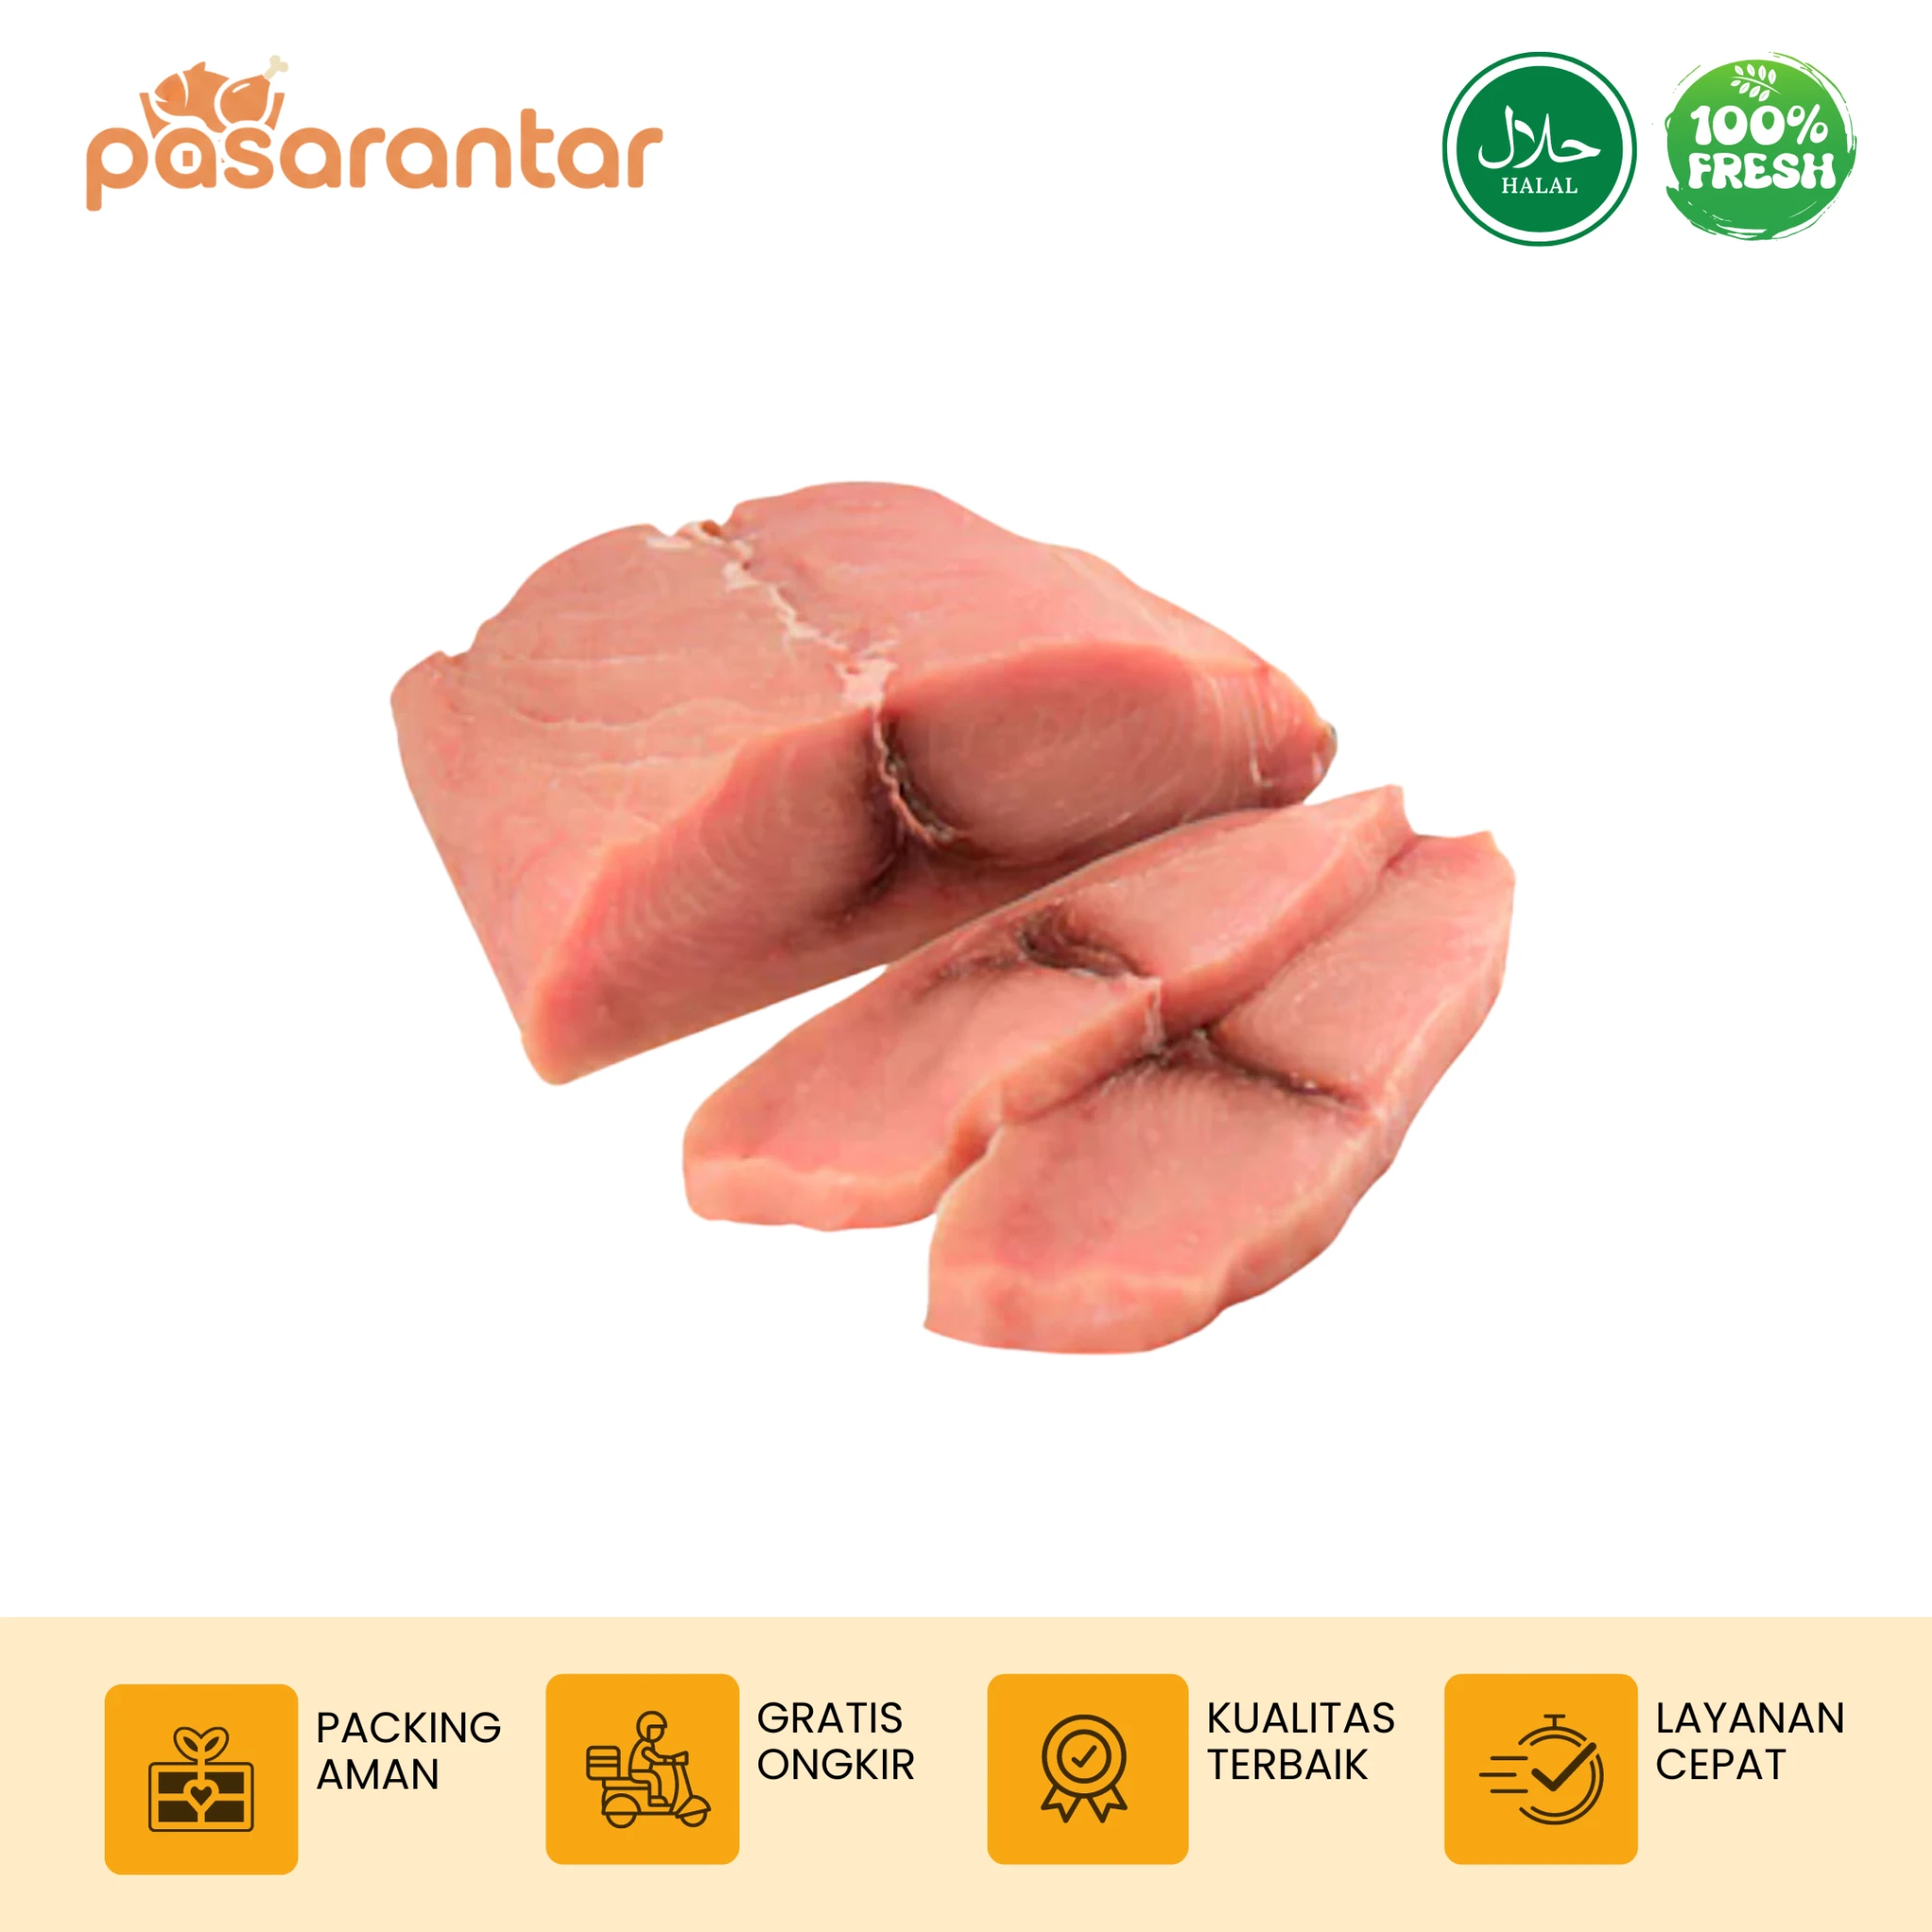 pasarantar
حلال
HALAL
100%
FRESH
PACKING
AMAN
GRATIS
ONGKIR
KUALITAS
TERBAIK
LAYANAN
CEPAT